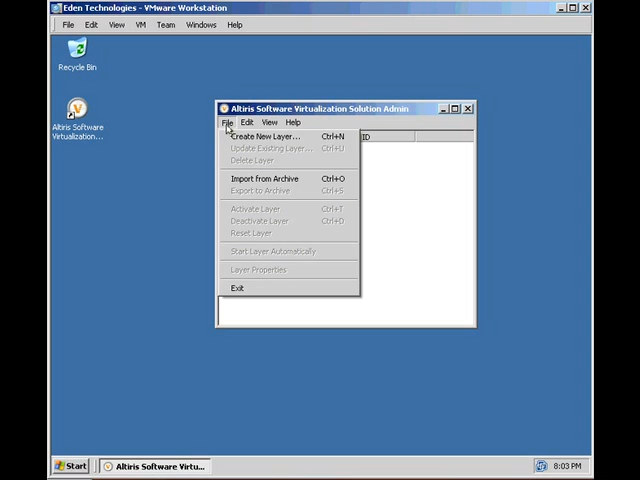 Eden Technologies - VMware Workstation
File Edit View VM Team Windows Help
Recycle Bin
Altiris Software
Virtualization...
Altiris Software Virtualization Solution Admin
File Edit View Help
ID
Create New Layer... Ctrl+N
Update Existing Layer... Ctrl+U
Delete Layer
Import from Archive Ctrl+O
Export to Archive Ctrl+S
Activate Layer Ctrl+T
Deactivate Layer Ctrl+D
Reset Layer
Start Layer Automatically
Layer Properties
Exit
Start
Altiris Software Virtu...
8:03 PM